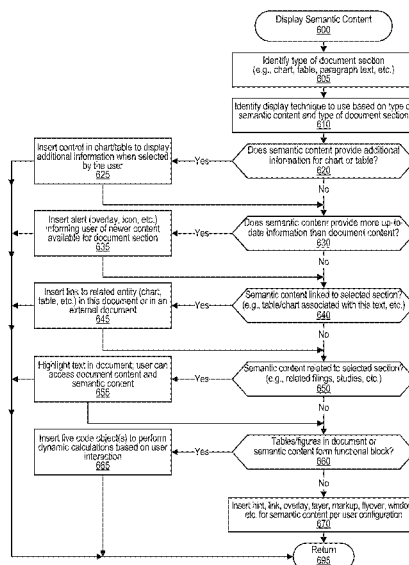 Display Semantic Content
600
Identify type of document section
(e.g., chart, table, paragraph text, etc.)
605
Identify display technique to use based on type of
semantic content and type of document section
610
Does semantic content provide additional
information for chart or table?
620
Yes
Insert control in chart/table to display
additional information when selected
by the user
625
No
Does semantic content provide more up-to-
date information than document content?
630
Yes
Insert alert (overlay, icon, etc.)
informing user of newer content
available for document section
635
No
Semantic content linked to selected section?
(e.g., table/chart associated with this text, etc.)
640
Yes
Insert link to related entity (chart,
table, etc.) in this document or in an
external document
645
No
Semantic content related to selected section?
(e.g., related filings, studies, etc.)
650
Yes
Highlight text in document; user can
access document content and
semantic content
655
No
Tables/figures in document or
semantic content form functional block?
660
Yes
Insert live code object(s) to perform
dynamic calculations based on user
interaction
665
No
Insert hint, link, overlay, layer, markup, flyover, window,
etc. for semantic content per user configuration
670
Return
695